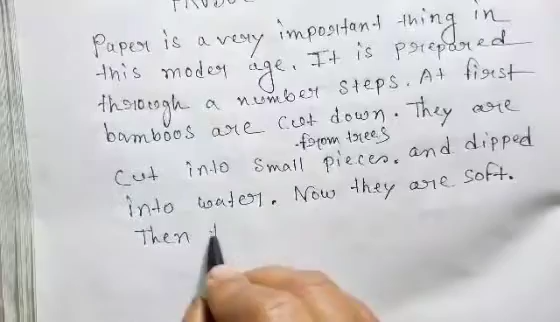 Paper is a very important thing in
this moder age. It is prepared
thorough a number steps. At first
bamboos are cut down. They are
from trees
cut into small pieces. and dipped
into water. Now they are soft.
Then